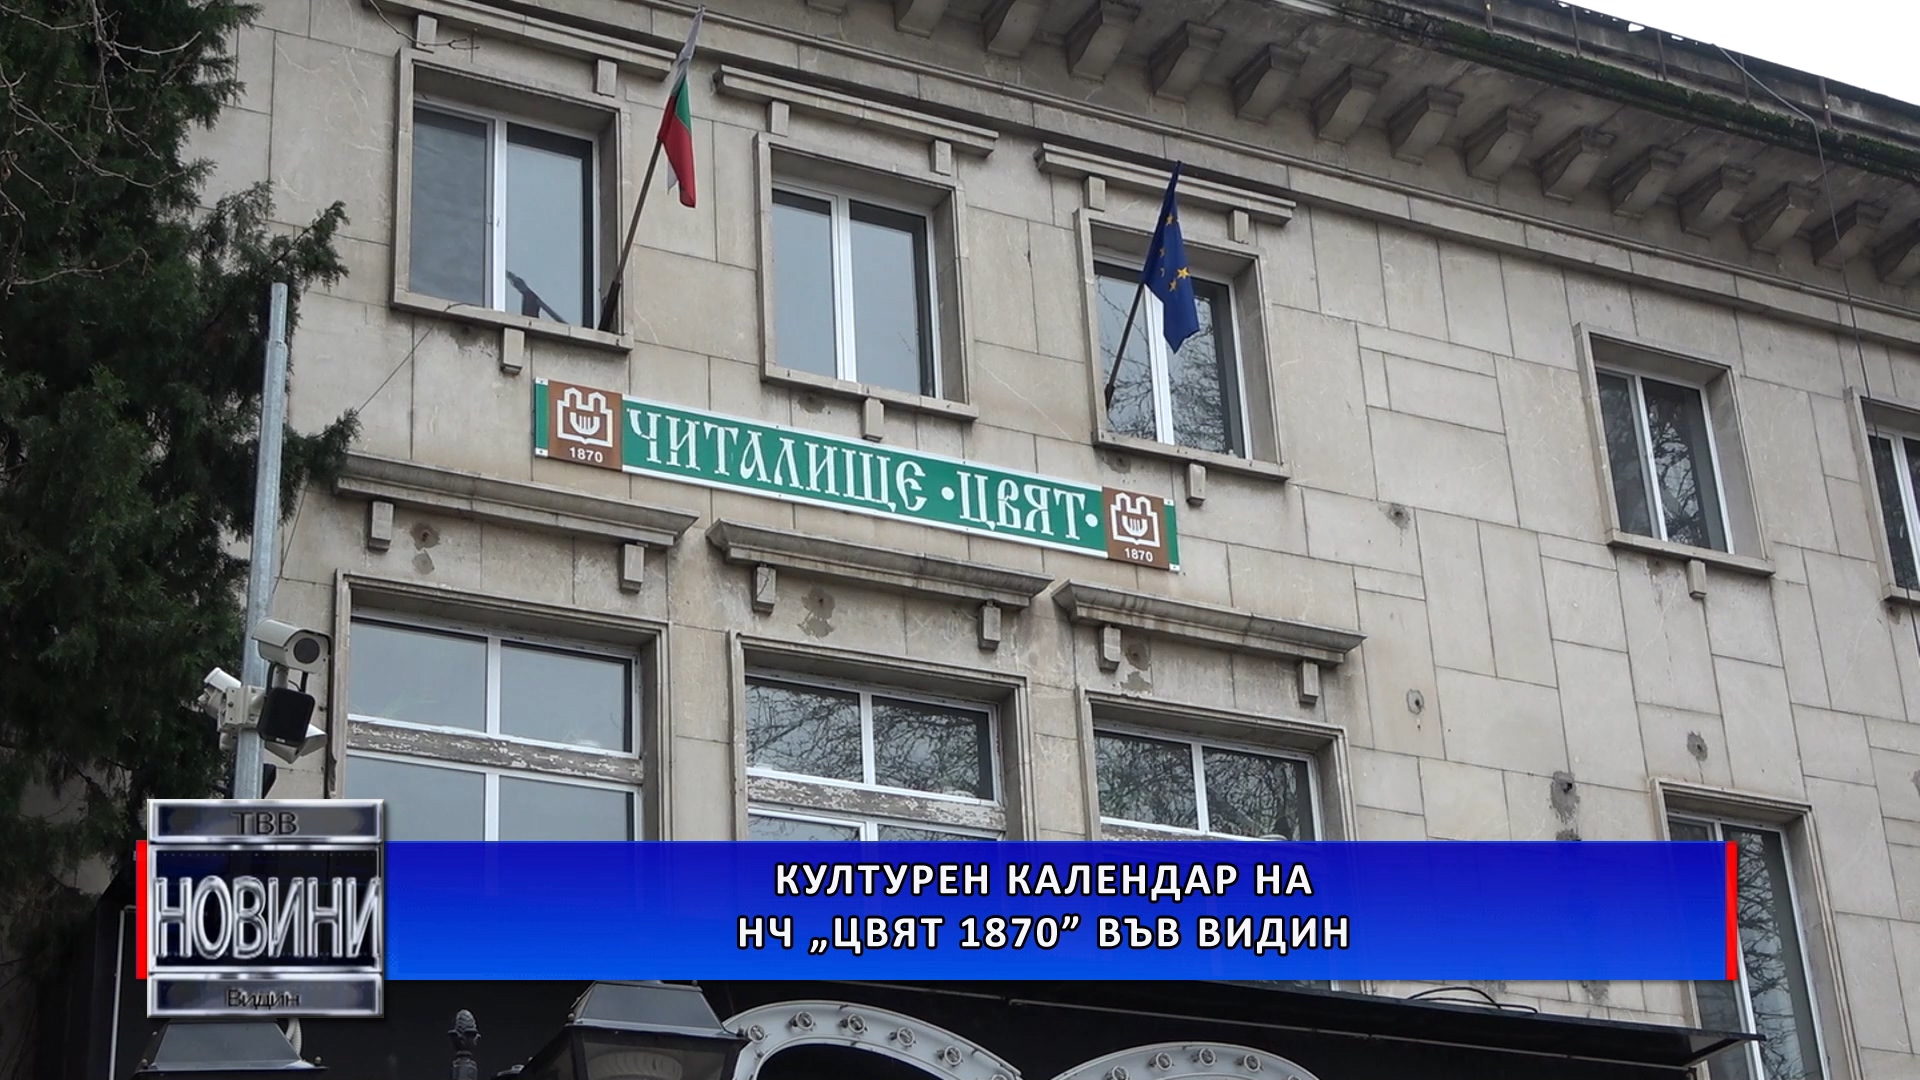 1870 ЧИТАЛИЩЕ •ЦВЯТ• 1870
ТВВ
НОВИНИ
Видин
КУЛТУРЕН КАЛЕНДАР НА
НЧ „ЦВЯТ 1870” ВЪВ ВИДИН